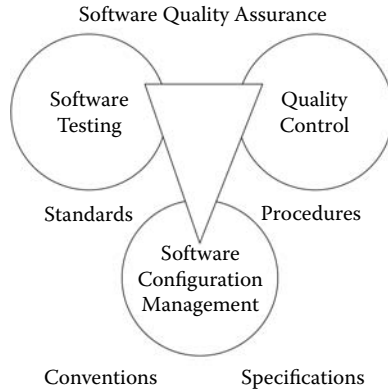 Software Quality Assurance
Software
Testing
Quality
Control
Standards
Procedures
Software
Configuration
Management
Conventions
Specifications